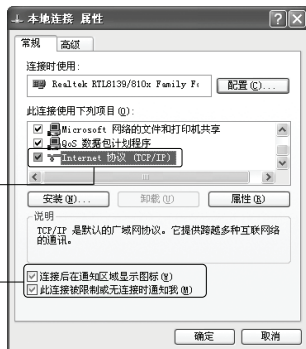 本地连接 属性
常规 高级
连接时使用:
Realtek RTL8139/810x Family F
配置(C)...
此连接使用下列项目(O):
Microsoft 网络的文件和打印机共享
QoS 数据包计划程序
Internet 协议 (TCP/IP)
安装(N)... 卸载(U) 属性(R)
说明
TCP/IP 是默认的广域网协议。它提供跨越多种互联网络
的通讯。
连接后在通知区域显示图标(W)
此连接被限制或无连接时通知我(M)
确定 取消